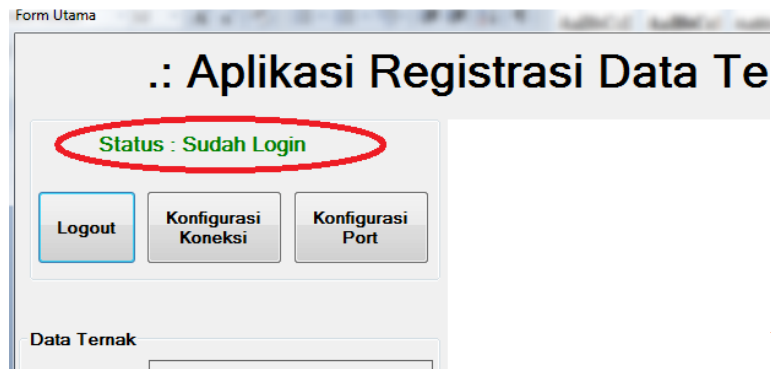 Form Utama
.: Aplikasi Registrasi Data Te
Status : Sudah Login
Logout
Konfigurasi
Koneksi
Konfigurasi
Port
Data Ternak